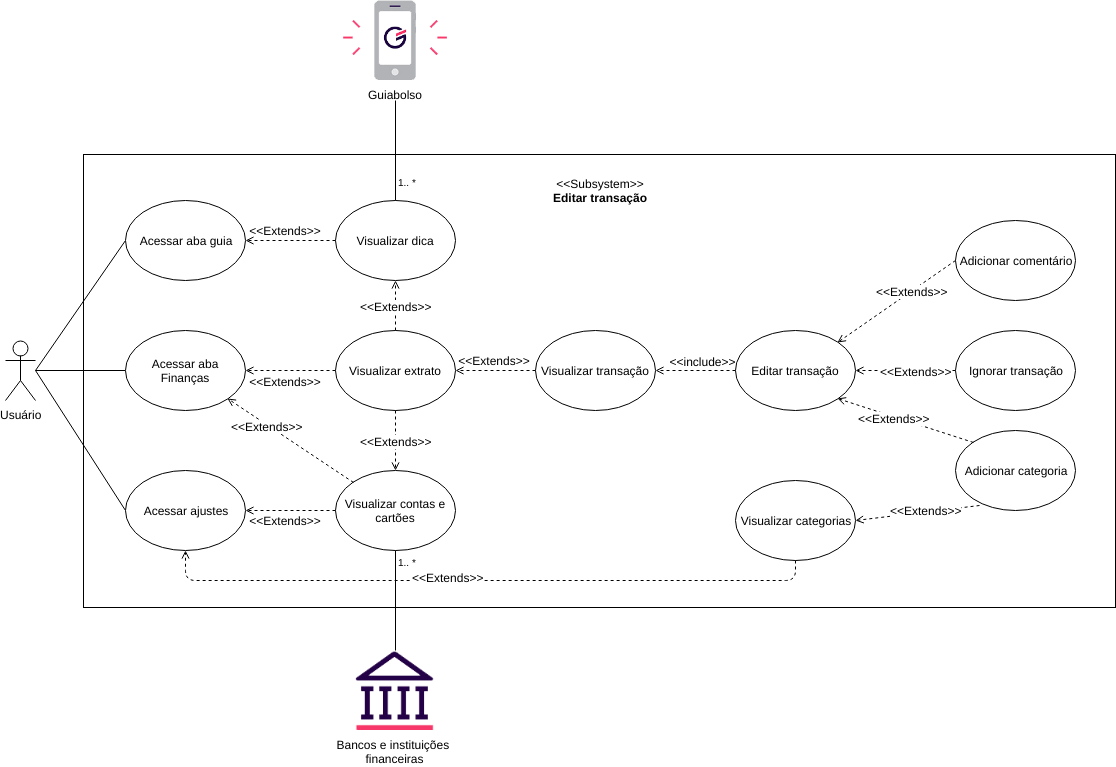 Guiabolso
1.. *
<<Subsystem>>
Editar transação
Acessar aba guia
<<Extends>>
Visualizar dica
Adicionar comentário
<<Extends>>
<<Extends>>
Usuário
Acessar aba
Finanças
<<Extends>>
Visualizar extrato
<<Extends>>
Visualizar transação
<<include>>
Editar transação
<<Extends>>
Ignorar transação
<<Extends>>
<<Extends>>
<<Extends>>
Adicionar categoria
Acessar ajustes
<<Extends>>
Visualizar contas e
cartões
Visualizar categorias
<<Extends>>
1.. *
<<Extends>>
Bancos e instituições
financeiras